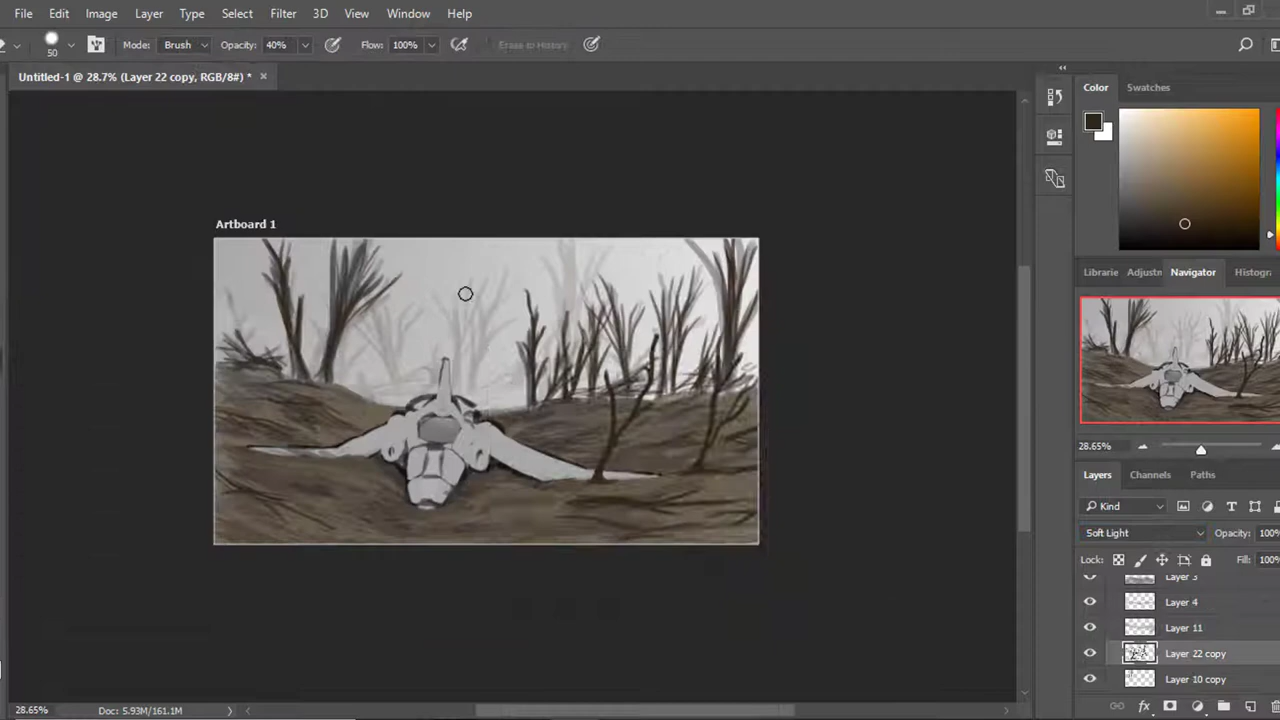 File Edit Image Layer Type Select Filter 3D View Window Help
50 Mode: Brush Opacity: 40% Flow: 100% Erase to History
Untitled-1 @ 28.7% (Layer 22 copy, RGB/8#) *
Color Swatches
Artboard 1
Librarie Adjustn Navigator Histogr
28.65%
Layers Channels Paths
Kind
Soft Light Opacity: 100%
Lock: Fill: 100%
Layer 3
Layer 4
Layer 11
Layer 22 copy
Layer 10 copy
28.65% Doc: 5.93M/161.1M